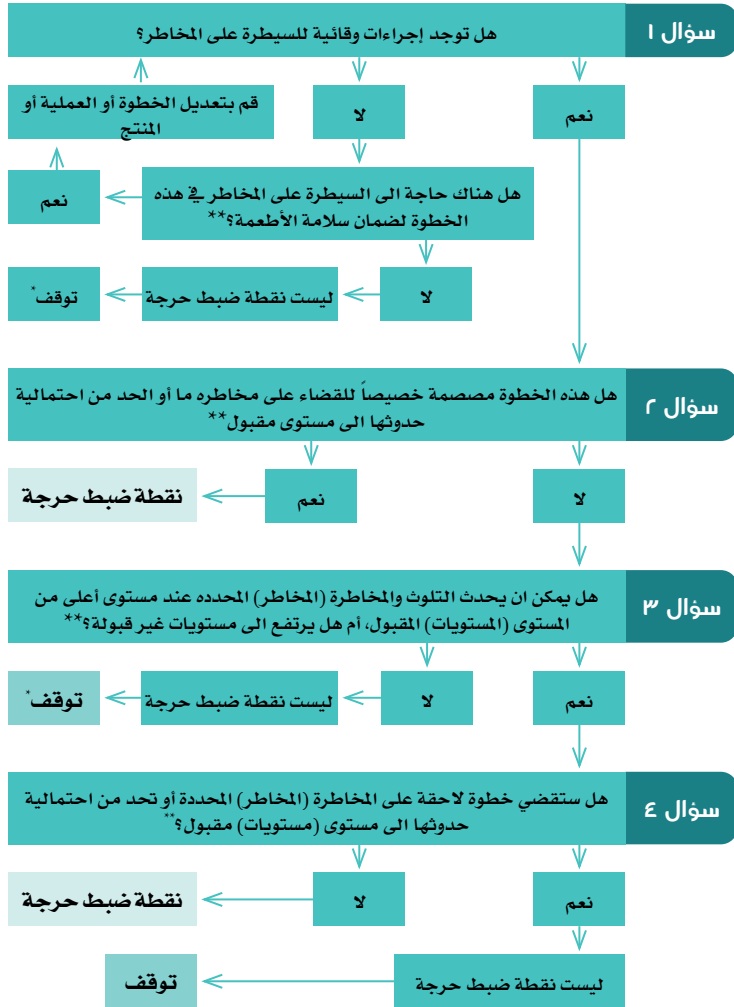 سؤال ١
هل توجد إجراءات وقائية للسيطرة على المخاطر؟
نعم
لا
قم بتعديل الخطوة أو العملية أو
المنتج
هل هناك حاجة الى السيطرة على المخاطر في هذه
الخطوة لضمان سلامة الأطعمة؟**
نعم
لا
ليست نقطة ضبط حرجة
توقف*
سؤال ٢
هل هذه الخطوة مصصمة خصيصاً للقضاء على مخاطره ما أو الحد من احتمالية
حدوثها الى مستوى مقبول**
لا
نعم
نقطة ضبط حرجة
سؤال ٣
هل يمكن ان يحدث التلوث والمخاطرة (المخاطر) المحدده عند مستوى أعلى من
المستوى (المستويات) المقبول، أم هل يرتفع الى مستويات غير قبولة؟**
نعم
لا
ليست نقطة ضبط حرجة
توقف*
سؤال ٤
هل ستقضي خطوة لاحقة على المخاطرة (المخاطر) المحددة أو تحد من احتمالية
حدوثها الى مستوى (مستويات) مقبول؟**
نعم
لا
نقطة ضبط حرجة
ليست نقطة ضبط حرجة
توقف